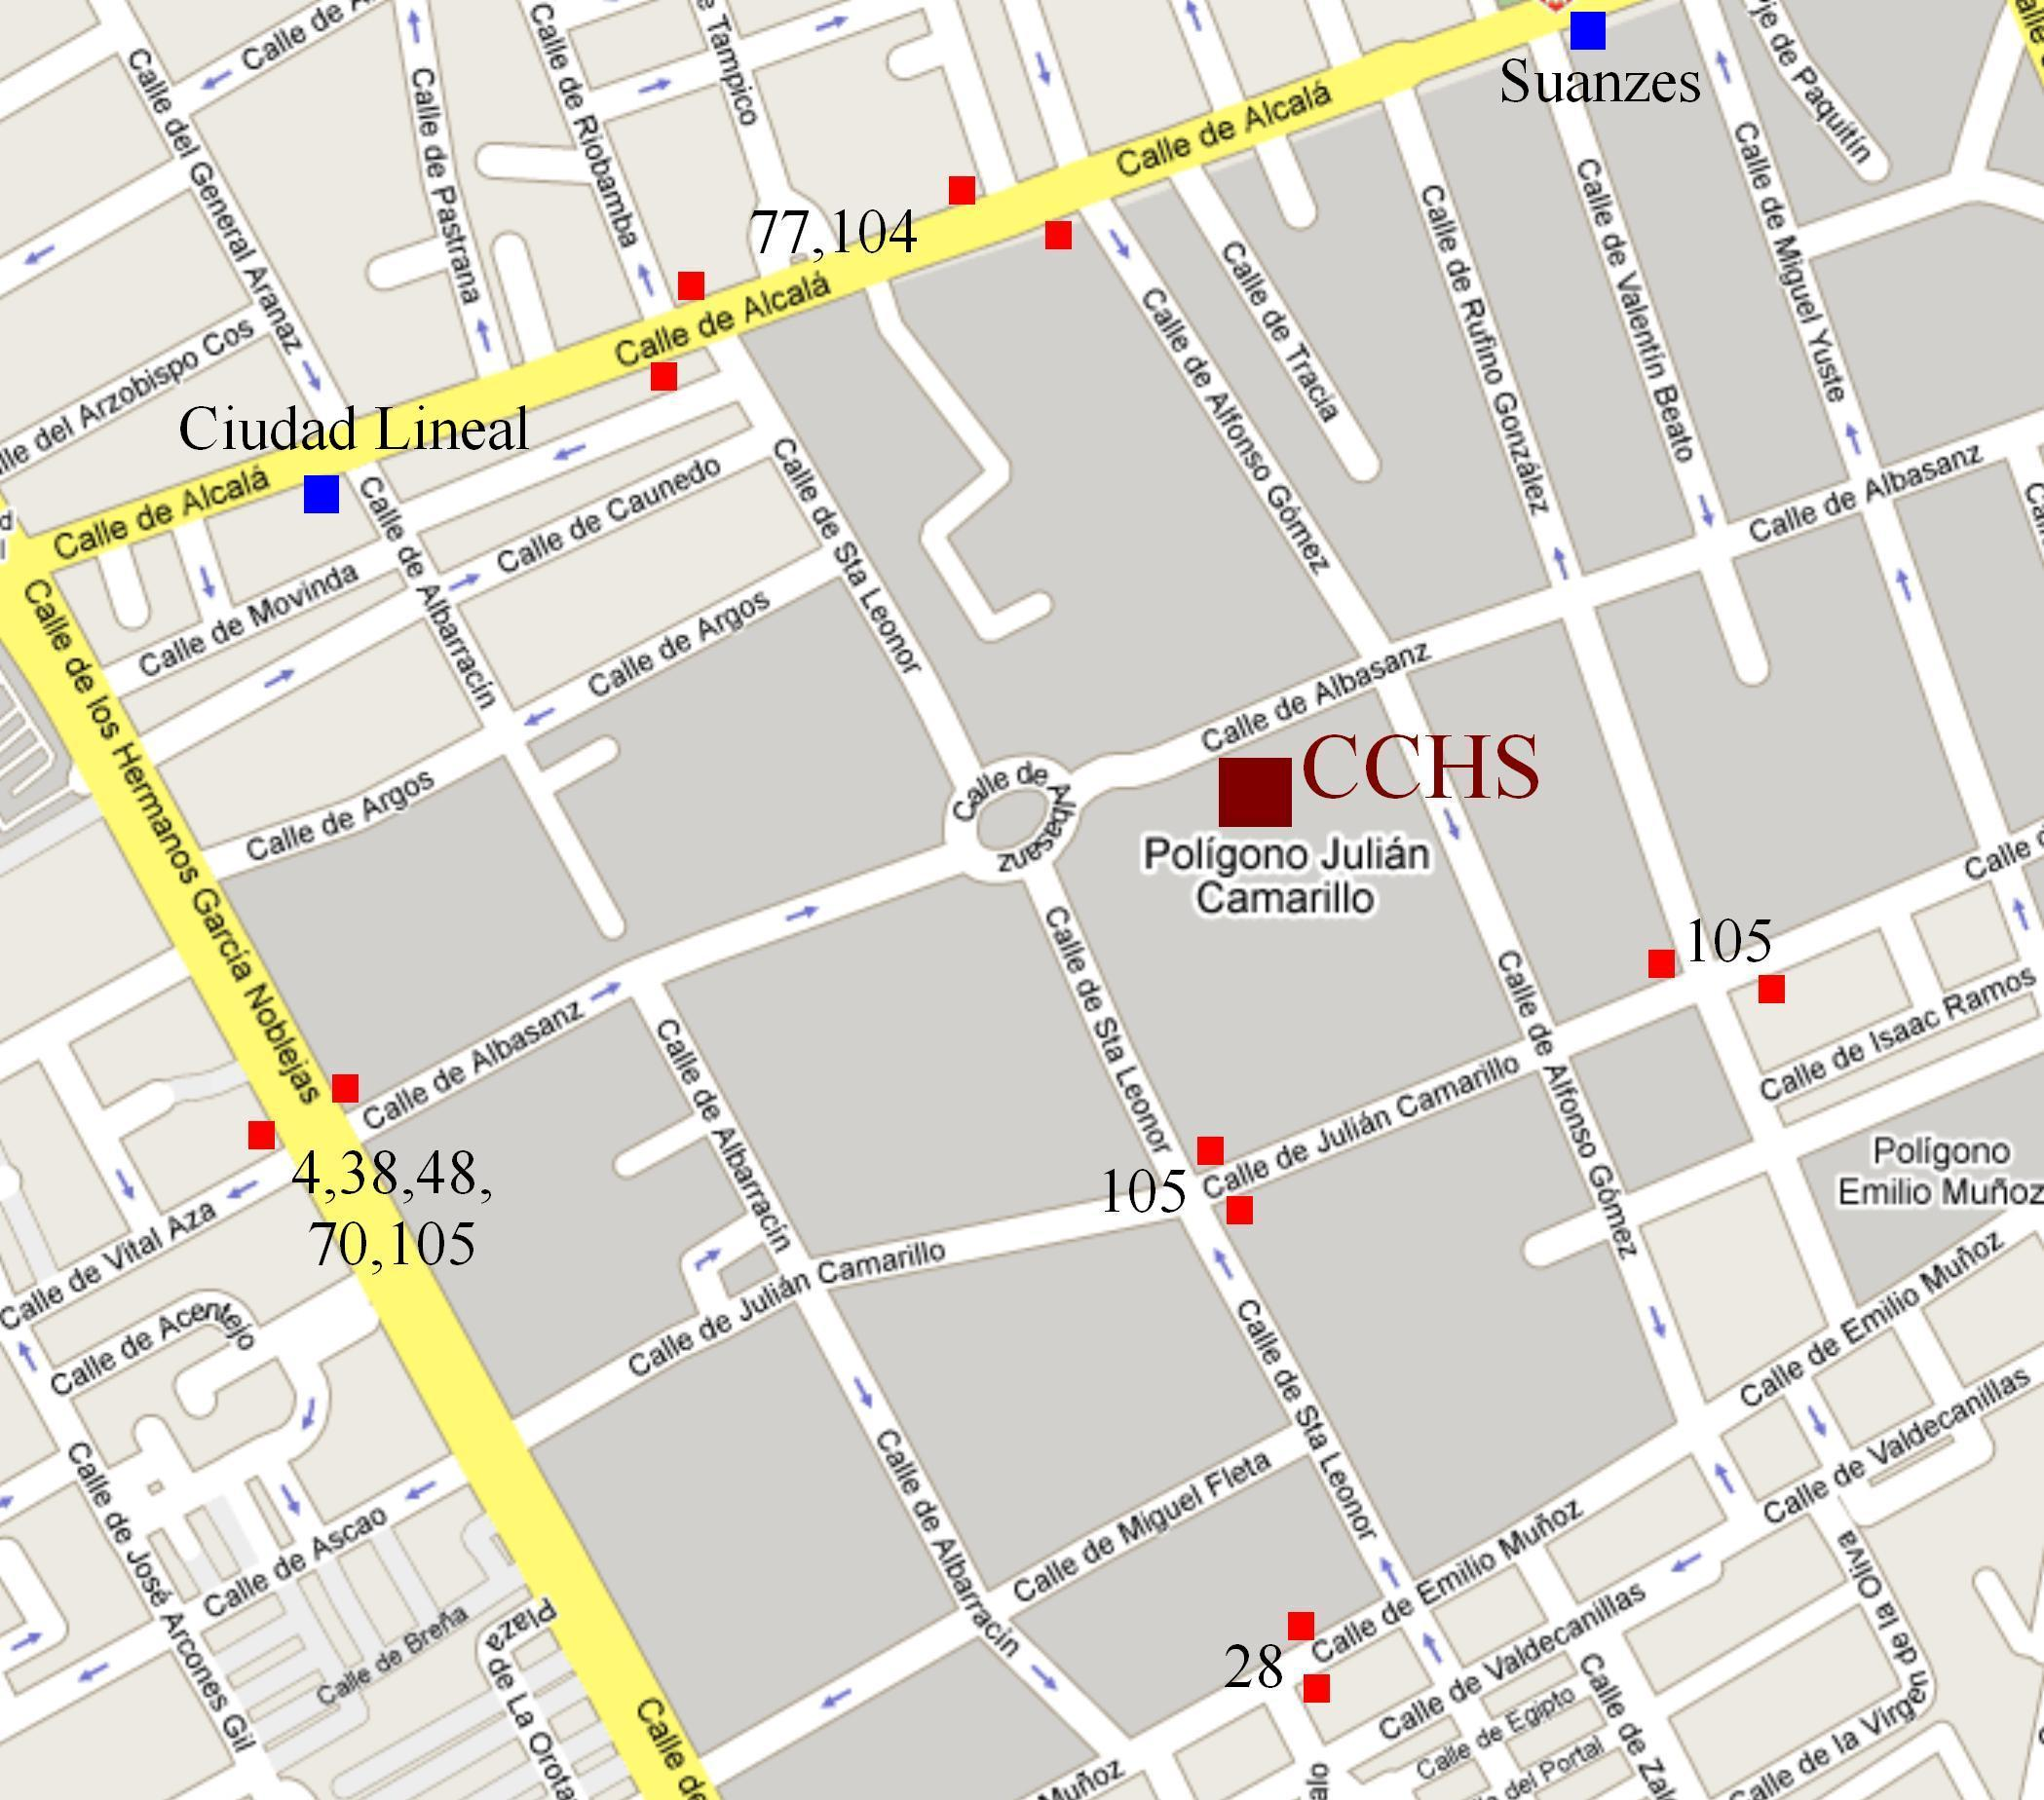 Calle de
Calle del General Aranaz
Calle de Pastrana
Calle de Riobamba
Tampico
Suanzes
de Paquitín
Calle de Alcalá
77,104
Calle de Alcalá
Calle de Miguel Yuste
Calle de Valentín Beato
Calle de Rufino González
Calle de Tracia
Calle de Alfonso Gómez
del Arzobispo Cos
Ciudad Lineal
Calle de Alcalá
Calle de Albarracín
Calle de Caunedo
Calle de Sta Leonor
Calle de Albasanz
Calle de Movinda
Calle de Argos
Calle de los Hermanos García Noblejas
Calle de Albasanz
CCHS
Calle de Albasanz
Calle de Argos
Polígono Julián
Camarillo
Calle
105
Calle de Albasanz
Calle de Albarracín
Calle de Sta Leonor
Calle de Alfonso Gómez
Calle de Isaac Ramos
Calle de Julián Camarillo
105
Polígono
Emilio Muñoz
4,38,48,
70,105
Calle de Vital Aza
Calle de Acentejo
Calle de Julián Camarillo
Calle de Sta Leonor
Calle de Emilio Muñoz
Calle de Valdecanillas
Calle de José Arcones Gil
Calle de Ascao
Calle de Albarracín
Calle de Miguel Fleta
Calle de Breña
Plaza
de La Orota
Calle de Emilio Muñoz
28
Calle de Valdecanillas
Calle de Egipto
del Portal
Calle de la Virgen de la Oliva
Calle de
Muñoz